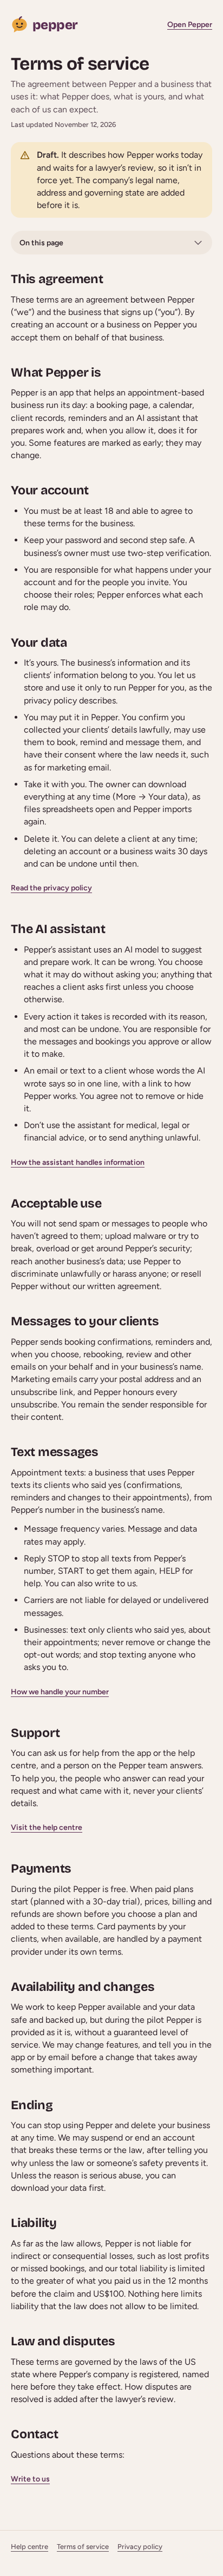 pepper
Open Pepper
Terms of service
The agreement between Pepper and a business that
uses it: what Pepper does, what is yours, and what
each of us can expect.
Last updated November 12, 2026
Draft. It describes how Pepper works today
and waits for a lawyer's review, so it isn't in
force yet. The company's legal name,
address and governing state are added
before it is.
On this page
This agreement
These terms are an agreement between Pepper
("we") and the business that signs up ("you"). By
creating an account or a business on Pepper you
accept them on behalf of that business.
What Pepper is
Pepper is an app that helps an appointment-based
business run its day: a booking page, a calendar,
client records, reminders and an AI assistant that
prepares work and, when you allow it, does it for
you. Some features are marked as early; they may
change.
Your account
• You must be at least 18 and able to agree to
these terms for the business.
• Keep your password and second step safe. A
business's owner must use two-step verification.
• You are responsible for what happens under your
account and for the people you invite. You
choose their roles; Pepper enforces what each
role may do.
Your data
• It's yours. The business's information and its
clients' information belong to you. You let us
store and use it only to run Pepper for you, as the
privacy policy describes.
• You may put it in Pepper. You confirm you
collected your clients' details lawfully, may use
them to book, remind and message them, and
have their consent where the law needs it, such
as for marketing email.
• Take it with you. The owner can download
everything at any time (More → Your data), as
files spreadsheets open and Pepper imports
again.
• Delete it. You can delete a client at any time;
deleting an account or a business waits 30 days
and can be undone until then.
Read the privacy policy
The AI assistant
• Pepper's assistant uses an AI model to suggest
and prepare work. It can be wrong. You choose
what it may do without asking you; anything that
reaches a client asks first unless you choose
otherwise.
• Every action it takes is recorded with its reason,
and most can be undone. You are responsible for
the messages and bookings you approve or allow
it to make.
• An email or text to a client whose words the AI
wrote says so in one line, with a link to how
Pepper works. You agree not to remove or hide
it.
• Don't use the assistant for medical, legal or
financial advice, or to send anything unlawful.
How the assistant handles information
Acceptable use
You will not send spam or messages to people who
haven't agreed to them; upload malware or try to
break, overload or get around Pepper's security;
reach another business's data; use Pepper to
discriminate unlawfully or harass anyone; or resell
Pepper without our written agreement.
Messages to your clients
Pepper sends booking confirmations, reminders and,
when you choose, rebooking, review and other
emails on your behalf and in your business's name.
Marketing emails carry your postal address and an
unsubscribe link, and Pepper honours every
unsubscribe. You remain the sender responsible for
their content.
Text messages
Appointment texts: a business that uses Pepper
texts its clients who said yes (confirmations,
reminders and changes to their appointments), from
Pepper's number in the business's name.
• Message frequency varies. Message and data
rates may apply.
• Reply STOP to stop all texts from Pepper's
number, START to get them again, HELP for
help. You can also write to us.
• Carriers are not liable for delayed or undelivered
messages.
• Businesses: text only clients who said yes, about
their appointments; never remove or change the
opt-out words; and stop texting anyone who
asks you to.
How we handle your number
Support
You can ask us for help from the app or the help
centre, and a person on the Pepper team answers.
To help you, the people who answer can read your
request and what came with it, never your clients'
details.
Visit the help centre
Payments
During the pilot Pepper is free. When paid plans
start (planned with a 30-day trial), prices, billing and
refunds are shown before you choose a plan and
added to these terms. Card payments by your
clients, when available, are handled by a payment
provider under its own terms.
Availability and changes
We work to keep Pepper available and your data
safe and backed up, but during the pilot Pepper is
provided as it is, without a guaranteed level of
service. We may change features, and tell you in the
app or by email before a change that takes away
something important.
Ending
You can stop using Pepper and delete your business
at any time. We may suspend or end an account
that breaks these terms or the law, after telling you
why unless the law or someone's safety prevents it.
Unless the reason is serious abuse, you can
download your data first.
Liability
As far as the law allows, Pepper is not liable for
indirect or consequential losses, such as lost profits
or missed bookings, and our total liability is limited
to the greater of what you paid us in the 12 months
before the claim and US$100. Nothing here limits
liability that the law does not allow to be limited.
Law and disputes
These terms are governed by the laws of the US
state where Pepper's company is registered, named
here before they take effect. How disputes are
resolved is added after the lawyer's review.
Contact
Questions about these terms:
Write to us
Help centre
Terms of service
Privacy policy